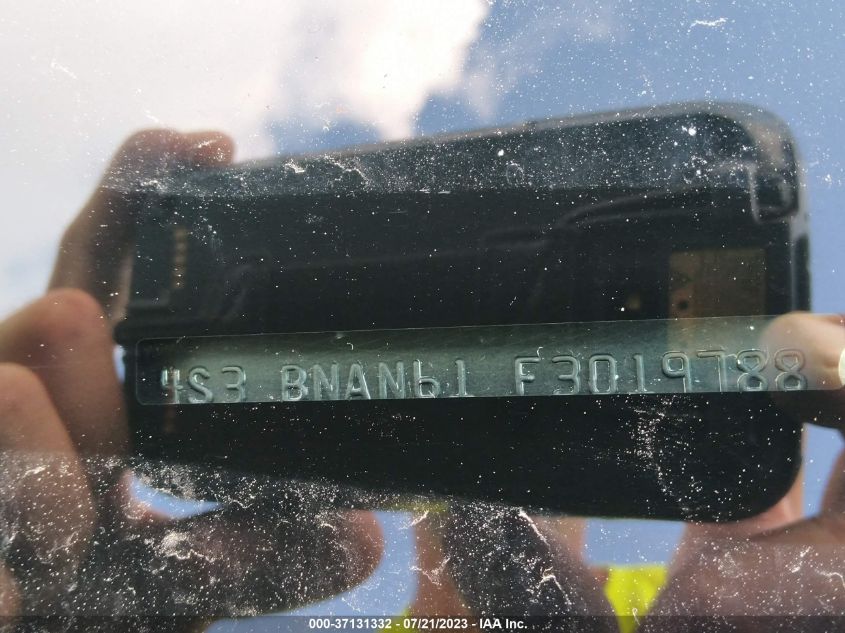 4S3 BNAN61 F3019788
000-37131332 - 07/21/2023 - IAA Inc.